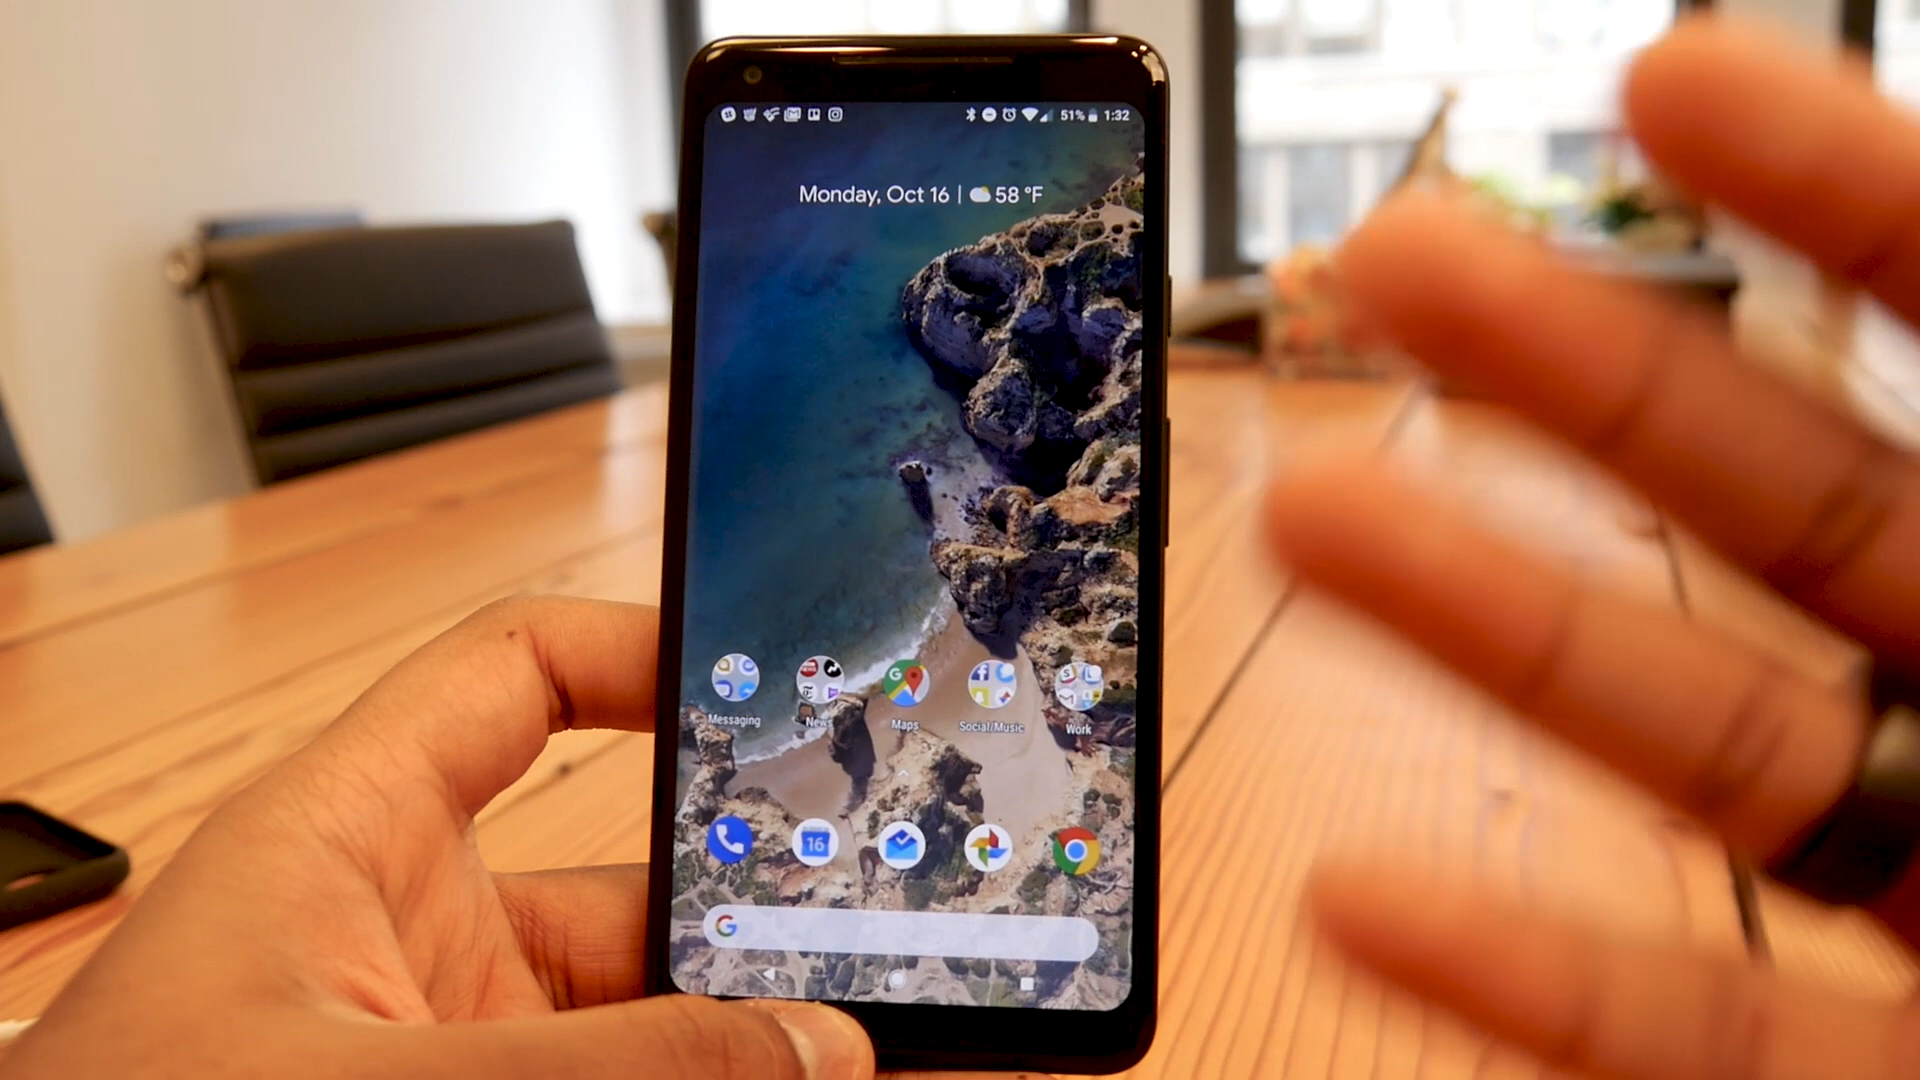 51% 1:32
Monday, Oct 16 | 58 °F
Messaging News Maps Social/Music Work
16
G